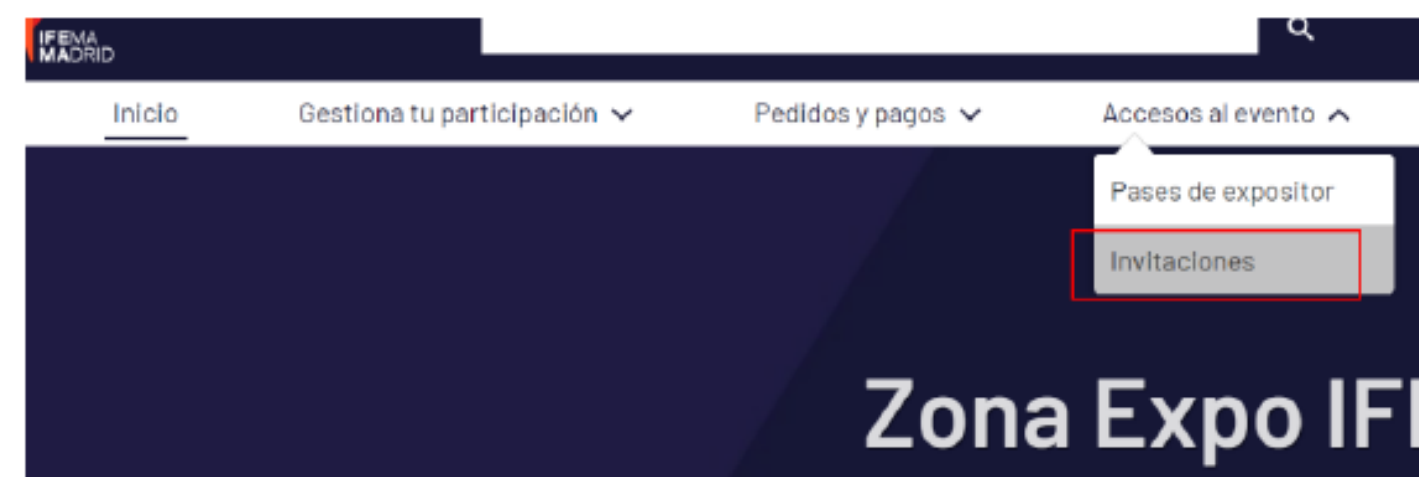 IFEMA
MADRID
Inicio
Gestiona tu participación
Pedidos y pagos
Accesos al evento
Pases de expositor
Invitaciones
Zona Expo IF